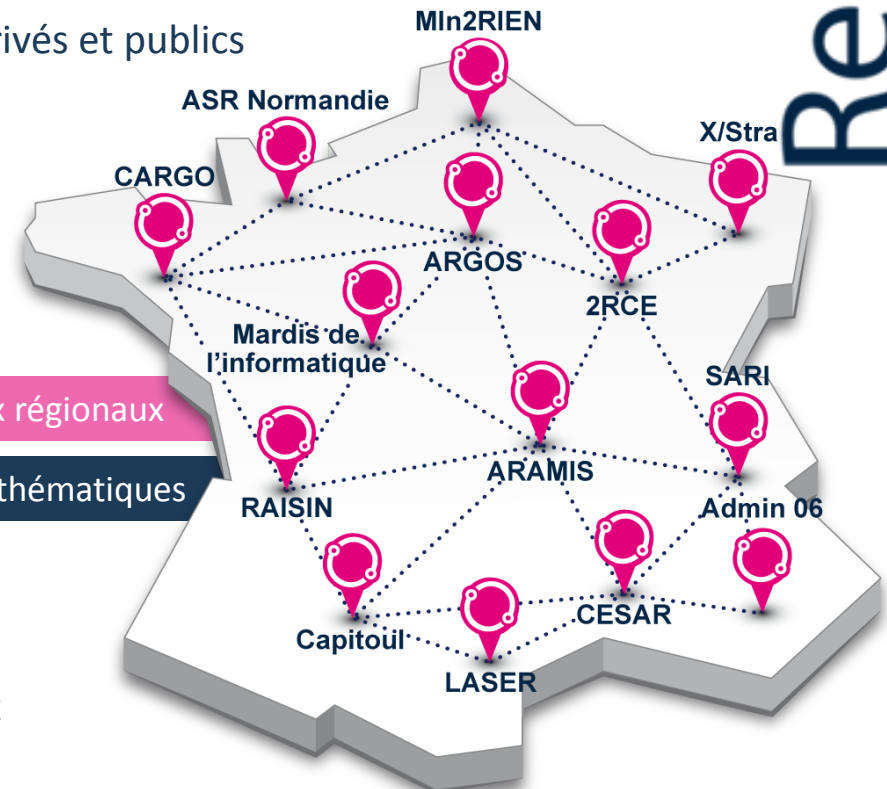 rivés et publics
Re
MIn2RIEN
ASR Normandie
X/Stra
CARGO
ARGOS
2RCE
Mardis de
l'informatique
SARI
x régionaux
ARAMIS
thématiques
RAISIN
Admin 06
CESAR
Capitoul
LASER